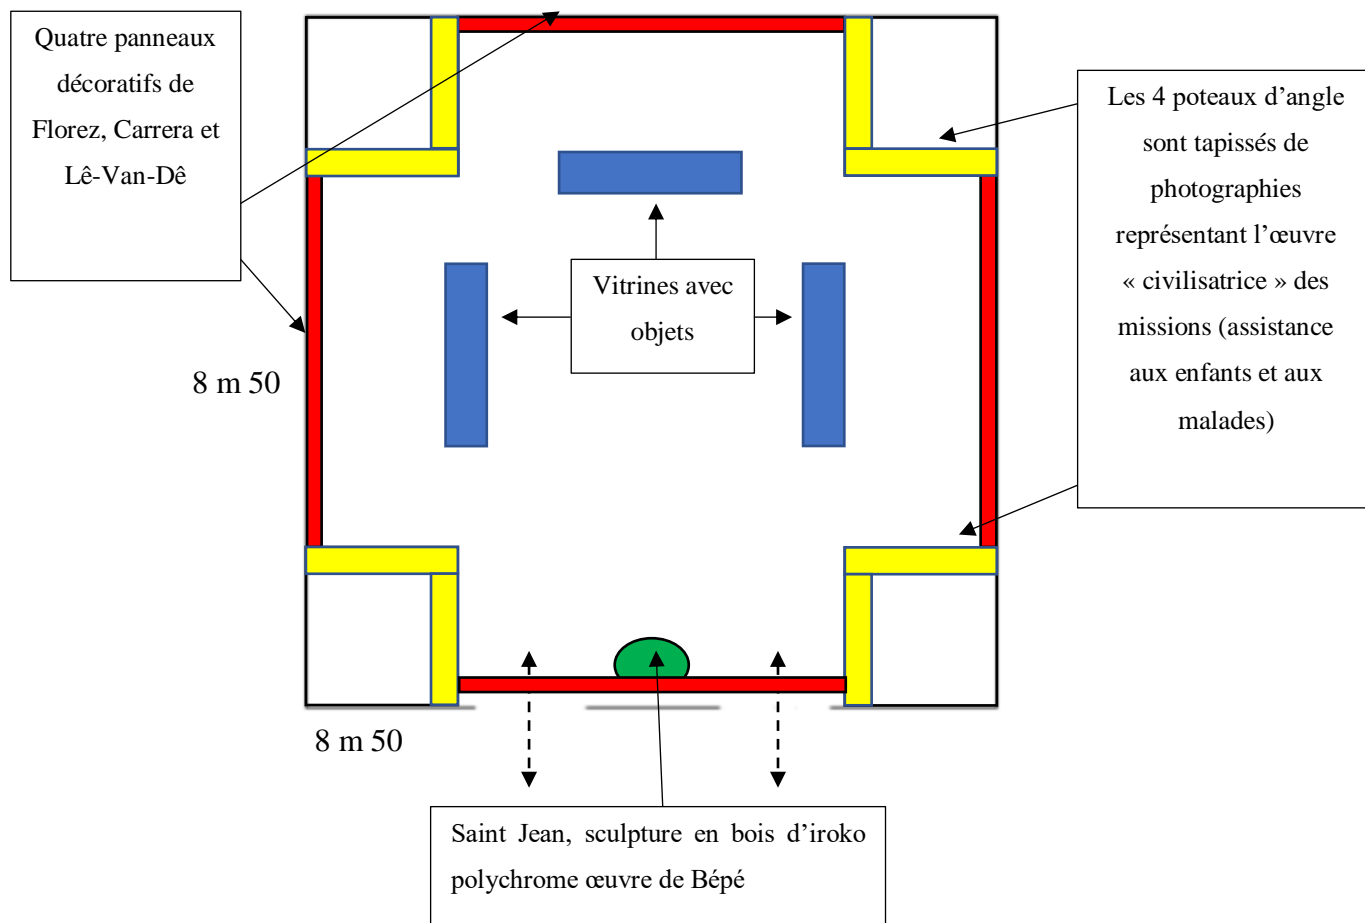 Quatre panneaux
décoratifs de
Florez, Carrera et
Lê-Van-Dê
Les 4 poteaux d’angle
sont tapissés de
photographies
représentant l’œuvre
« civilisatrice » des
missions (assistance
aux enfants et aux
malades)
Vitrines avec
objets
8 m 50
8 m 50
Saint Jean, sculpture en bois d’iroko
polychrome œuvre de Bépé